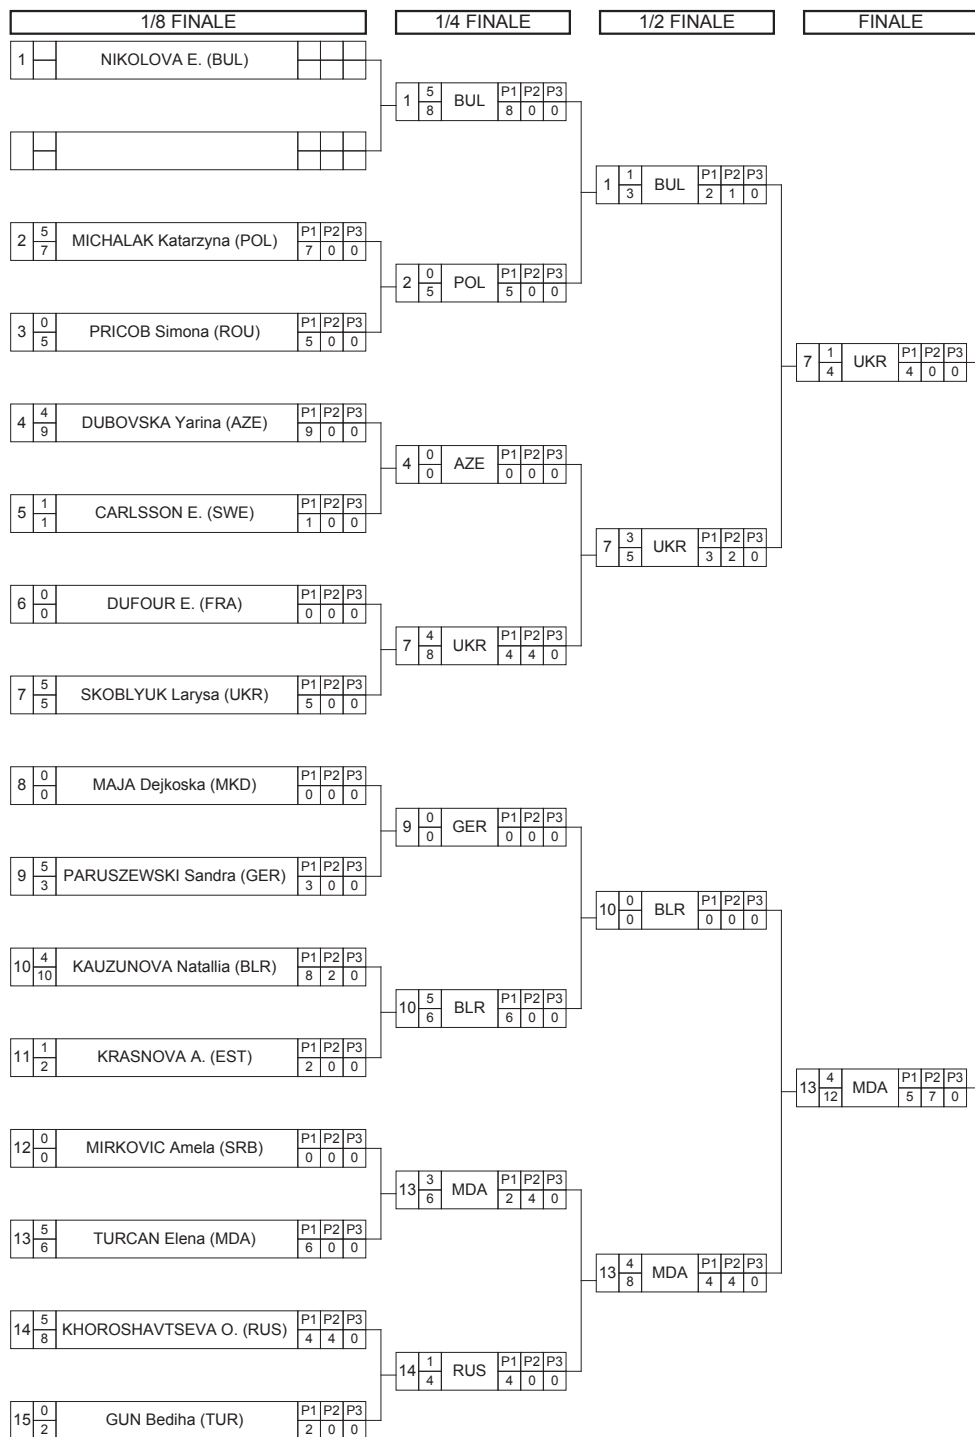 1/8 FINALE
1/4 FINALE
1/2 FINALE
FINALE
1 NIKOLOVA E. (BUL)
1 5 8 BUL P1 P2 P3 8 0 0
1 1 3 BUL P1 P2 P3 2 1 0
2 5 7 MICHALAK Katarzyna (POL) P1 P2 P3 7 0 0
2 0 5 POL P1 P2 P3 5 0 0
3 0 5 PRICOB Simona (ROU) P1 P2 P3 5 0 0
7 1 4 UKR P1 P2 P3 4 0 0
4 4 9 DUBOVSKA Yarina (AZE) P1 P2 P3 9 0 0
4 0 0 AZE P1 P2 P3 0 0 0
5 1 1 CARLSSON E. (SWE) P1 P2 P3 1 0 0
7 3 5 UKR P1 P2 P3 3 2 0
6 0 0 DUFOUR E. (FRA) P1 P2 P3 0 0 0
7 4 8 UKR P1 P2 P3 4 4 0
7 5 5 SKOBLYUK Larysa (UKR) P1 P2 P3 5 0 0
8 0 0 MAJA Dejkoska (MKD) P1 P2 P3 0 0 0
9 0 0 GER P1 P2 P3 0 0 0
9 5 3 PARUSZEWSKI Sandra (GER) P1 P2 P3 3 0 0
10 0 0 BLR P1 P2 P3 0 0 0
10 4 10 KAUZUNOVA Natallia (BLR) P1 P2 P3 8 2 0
10 5 6 BLR P1 P2 P3 6 0 0
11 1 2 KRASNOVA A. (EST) P1 P2 P3 2 0 0
13 4 12 MDA P1 P2 P3 5 7 0
12 0 0 MIRKOVIC Amela (SRB) P1 P2 P3 0 0 0
13 3 6 MDA P1 P2 P3 2 4 0
13 5 6 TURCAN Elena (MDA) P1 P2 P3 6 0 0
13 4 8 MDA P1 P2 P3 4 4 0
14 5 8 KHOROSHAVTSEVA O. (RUS) P1 P2 P3 4 4 0
14 1 4 RUS P1 P2 P3 4 0 0
15 0 2 GUN Bediha (TUR) P1 P2 P3 2 0 0